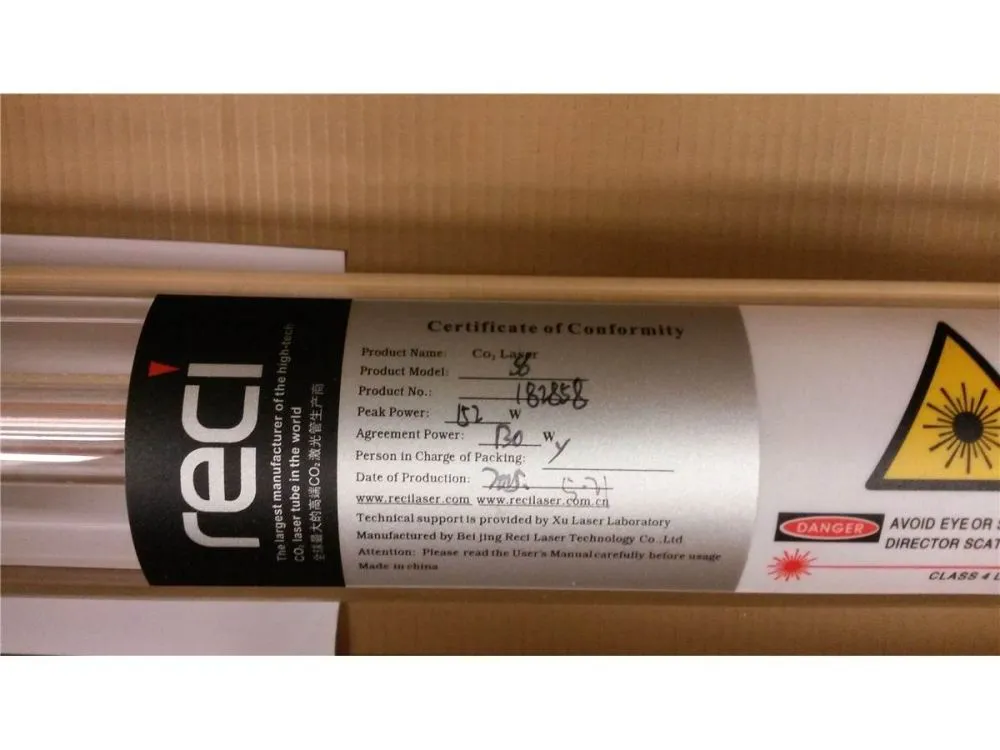 reci
The largest manufacturer of the high-tech
CO₂ laser tube in the world
全球最大的高端CO₂激光管生产商
Certificate of Conformity
Product Name: Co₂ Laser
Product Model: S6
Product No.: 182858
Peak Power: 152 W
Agreement Power: 130 W
Person in Charge of Packing: Y
Date of Production:
www.recilaser.com www.recilaser.com.cn
Technical support is provided by Xu Laser Laboratory
Manufactured by Bei jing Reci Laser Technology Co.,Ltd
Attention: Please read the User's Manual carefully before usage
Made in china
DANGER
AVOID EYE OR S
DIRECTOR SCAT
CLASS 4 L